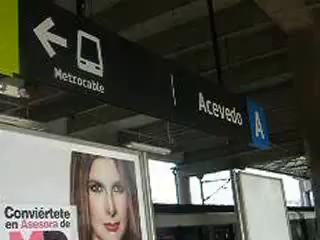 Metrocable
Acevedo A
Conviértete
en Asesora de